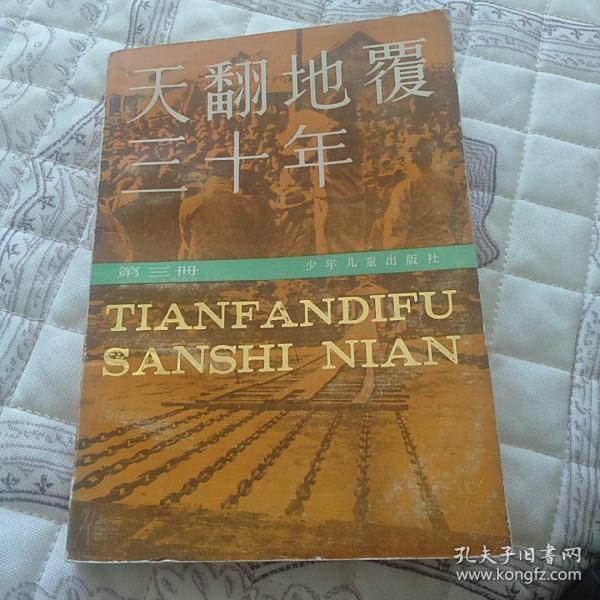 天翻地覆
三十年
第三册 少年儿童出版社
TIANFANDIFU
SANSHI NIAN
孔夫子旧书网
www.kongfz.com